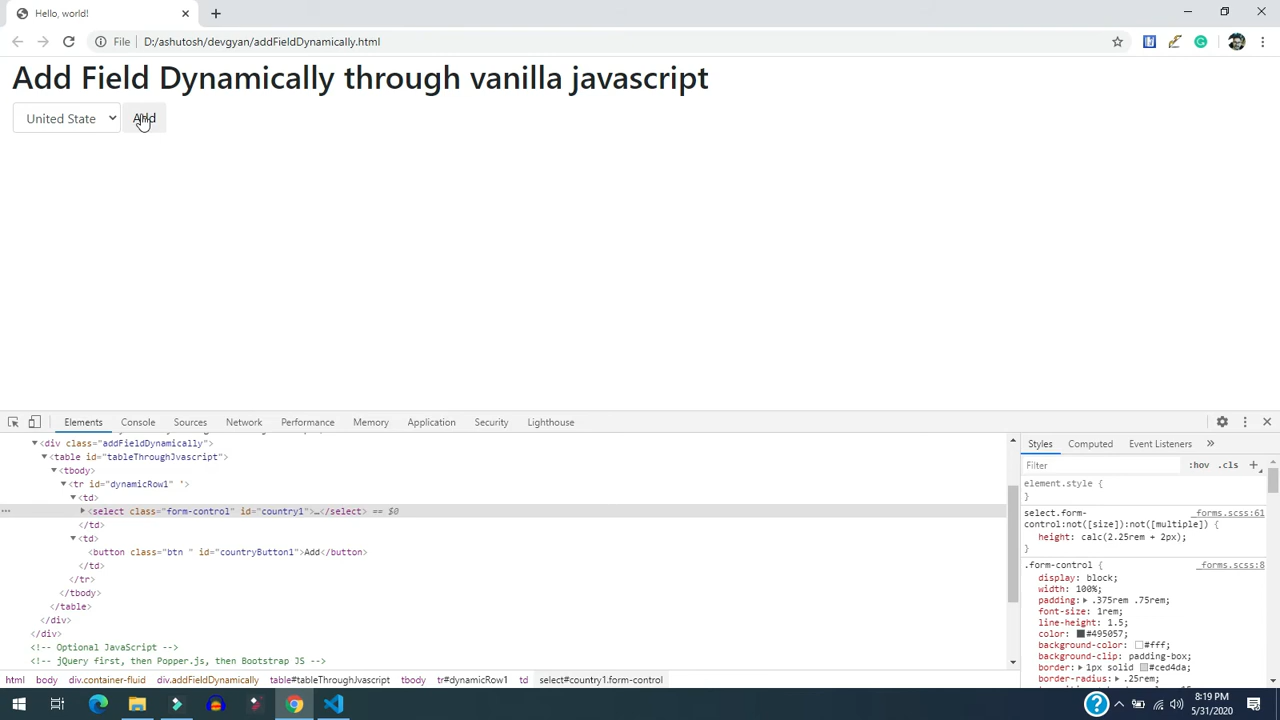 Hello, world!
File D:/ashutosh/devgyan/addFieldDynamically.html
Add Field Dynamically through vanilla javascript
United State Add
Elements Console Sources Network Performance Memory Application Security Lighthouse
<div class="addFieldDynamically">
<table id="tableThroughJvascript">
<tbody>
<tr id="dynamicRow1" '>
<td>
<select class="form-control" id="country1">…</select> == $0
</td>
<td>
<button class="btn " id="countryButton1">Add</button>
</td>
</tr>
</tbody>
</table>
</div>
</div>
<!-- Optional JavaScript -->
<!-- jQuery first, then Popper.js, then Bootstrap JS -->
html body div.container-fluid div.addFieldDynamically table#tableThroughJvascript tbody tr#dynamicRow1 td select#country1.form-control
Styles Computed Event Listeners »
Filter :hov .cls +
element.style {
}
select.form- _forms.scss:61
control:not([size]):not([multiple]) {
height: calc(2.25rem + 2px);
}
.form-control { _forms.scss:8
display: block;
width: 100%;
padding: .375rem .75rem;
font-size: 1rem;
line-height: 1.5;
color: #495057;
background-color: #fff;
background-clip: padding-box;
border: 1px solid #ced4da;
border-radius: .25rem;
8:19 PM
5/31/2020